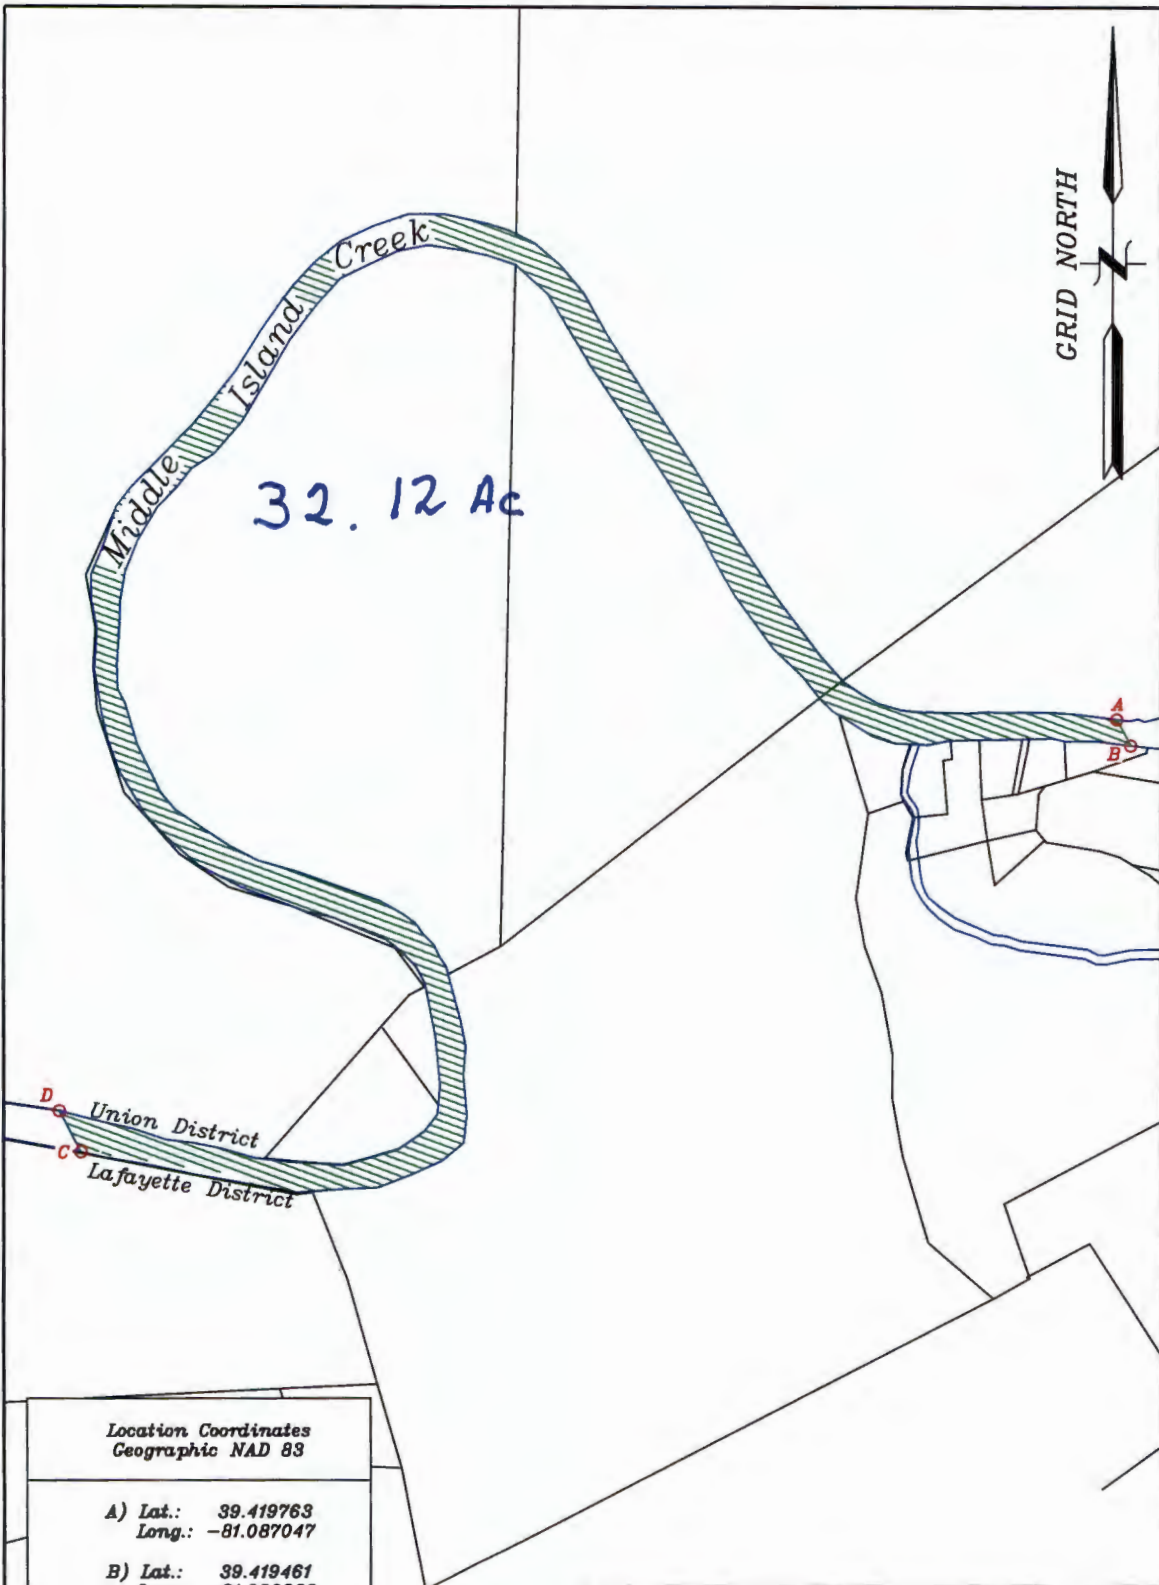 GRID NORTH
Middle Island Creek
32.12 Ac
A
B
D
Union District
C
Lafayette District
Location Coordinates
Geographic NAD 83
A) Lat.: 39.419763
Long.: -81.087047
B) Lat.: 39.419461